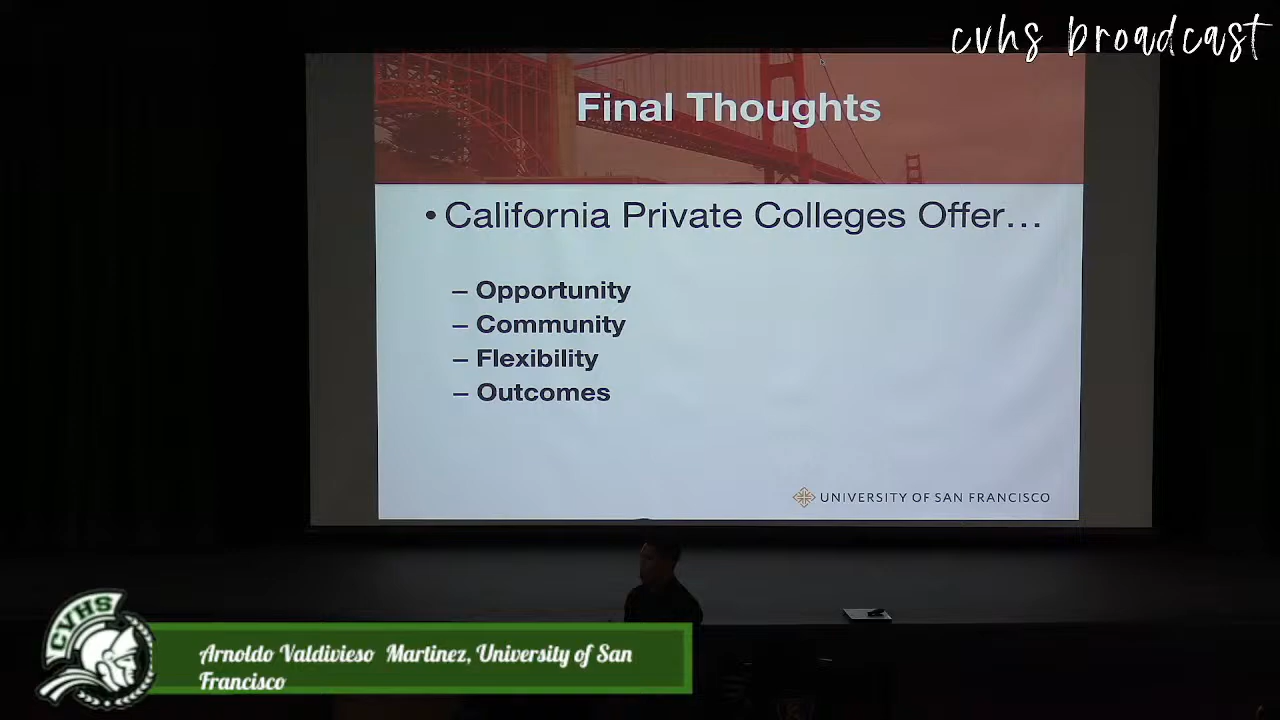 cvhs broadcast
Final Thoughts
• California Private Colleges Offer...
– Opportunity
– Community
– Flexibility
– Outcomes
UNIVERSITY OF SAN FRANCISCO
CVHS
Arnoldo Valdivieso Martinez, University of San
Francisco